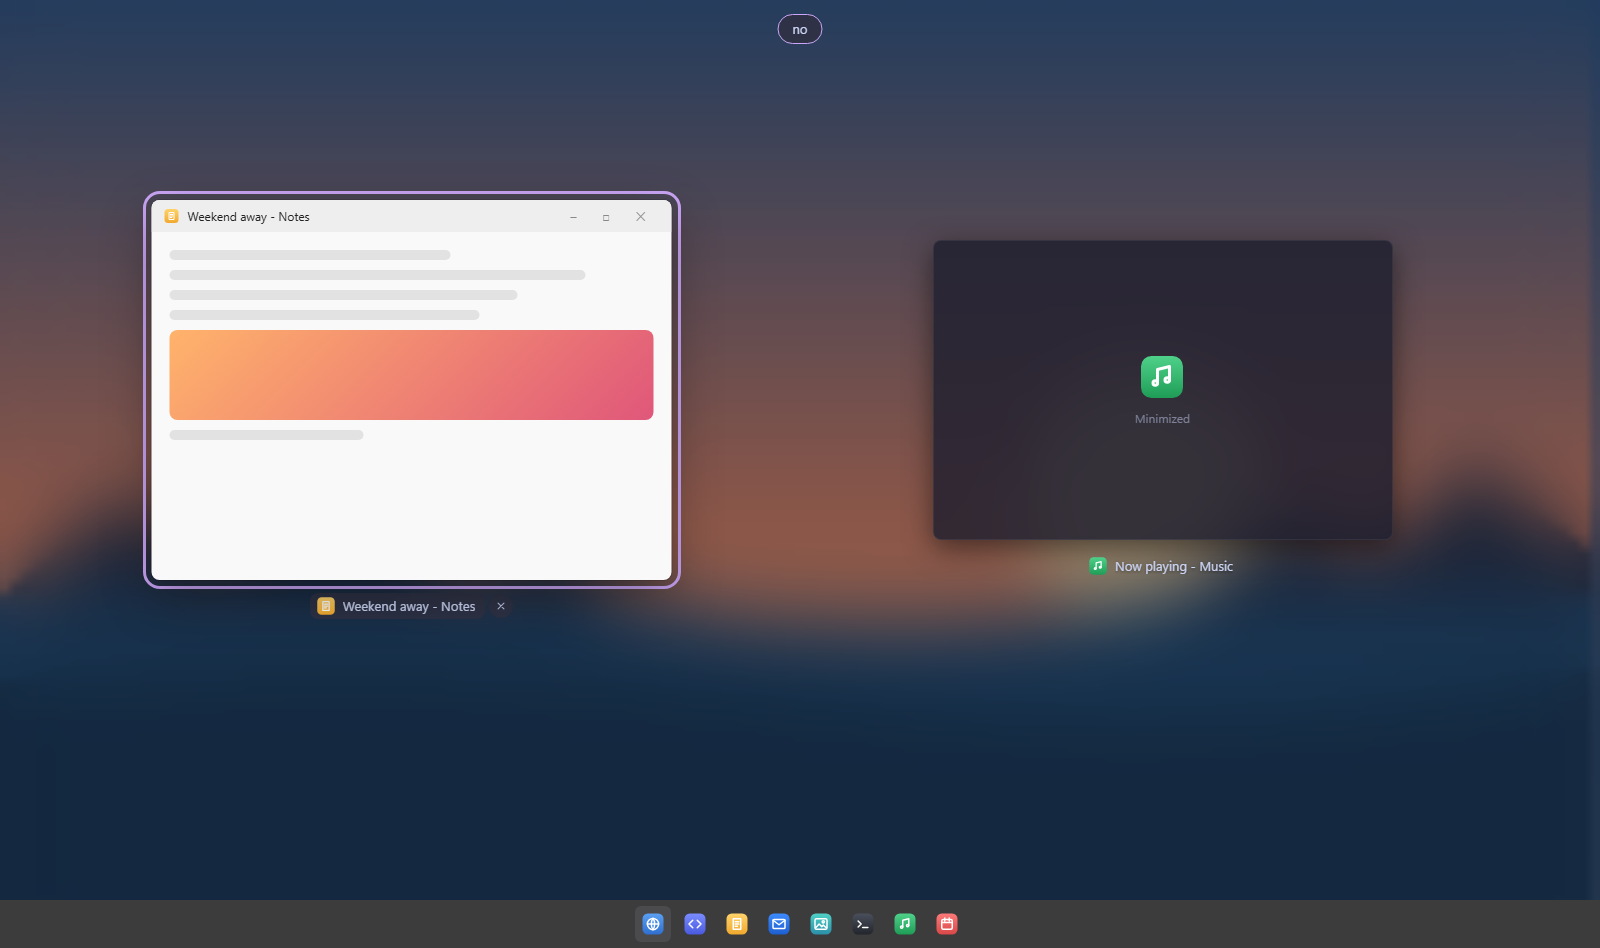 no
Weekend away - Notes
Minimized
Now playing - Music
Weekend away - Notes